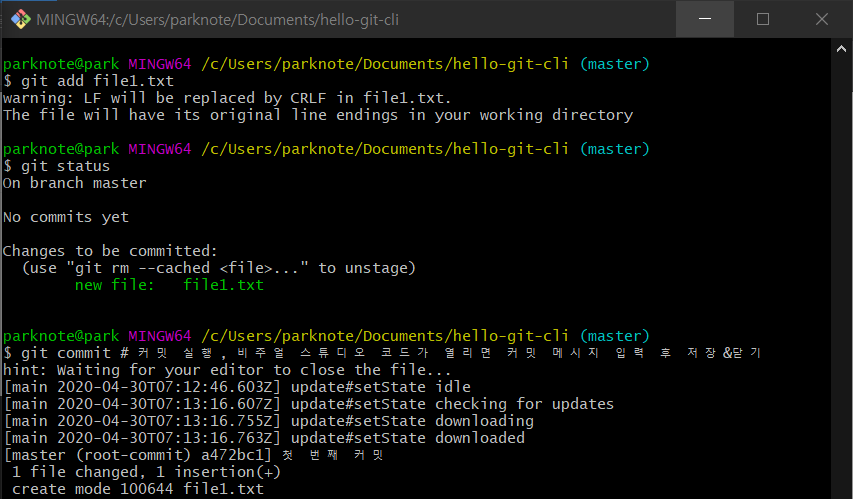 MINGW64:/c/Users/parknote/Documents/hello-git-cli
parknote@park MINGW64 /c/Users/parknote/Documents/hello-git-cli (master)
$ git add file1.txt
warning: LF will be replaced by CRLF in file1.txt.
The file will have its original line endings in your working directory
parknote@park MINGW64 /c/Users/parknote/Documents/hello-git-cli (master)
$ git status
On branch master
No commits yet
Changes to be committed:
(use "git rm --cached <file>..." to unstage)
new file:   file1.txt
parknote@park MINGW64 /c/Users/parknote/Documents/hello-git-cli (master)
$ git commit # 커밋 실행, 비주얼 스튜디오 코드가 열리면 커밋 메시지 입력 후 저장&닫기
hint: Waiting for your editor to close the file...
[main 2020-04-30T07:12:46.603Z] update#setState idle
[main 2020-04-30T07:13:16.607Z] update#setState checking for updates
[main 2020-04-30T07:13:16.755Z] update#setState downloading
[main 2020-04-30T07:13:16.763Z] update#setState downloaded
[master (root-commit) a472bc1] 첫 번째 커밋
1 file changed, 1 insertion(+)
create mode 100644 file1.txt